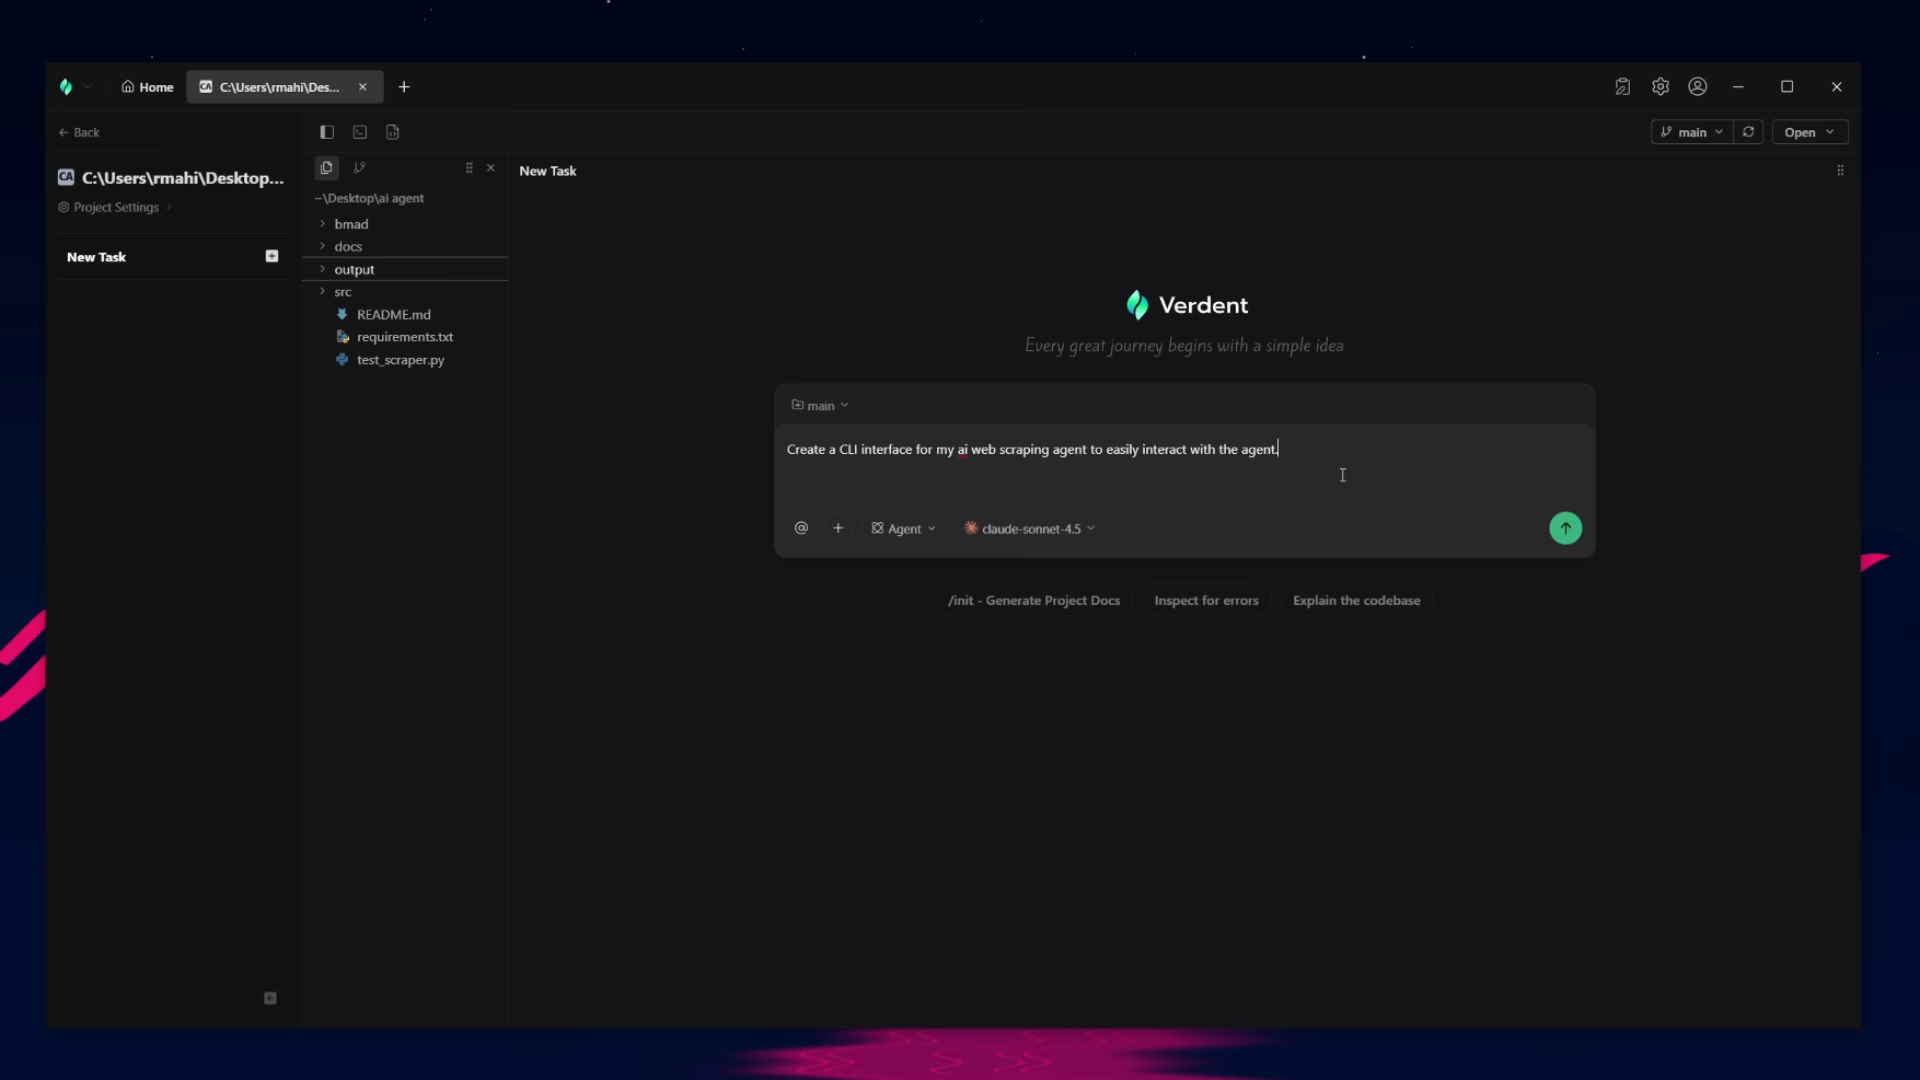 Home
C:\Users\rmahi\Des...
Back
main
Open
C:\Users\rmahi\Desktop...
Project Settings
New Task
~\Desktop\ai agent
bmad
docs
output
src
README.md
requirements.txt
test_scraper.py
New Task
Verdent
Every great journey begins with a simple idea
main
Create a CLI interface for my ai web scraping agent to easily interact with the agent.
Agent
claude-sonnet-4.5
/init - Generate Project Docs
Inspect for errors
Explain the codebase